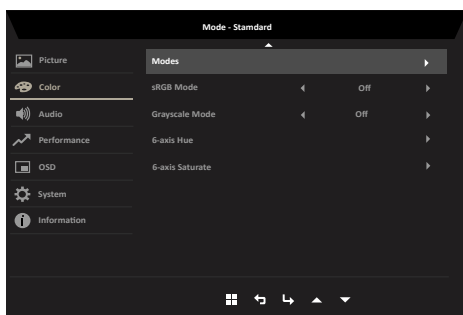 Mode - Stamdard
Picture
Modes
Color
sRGB Mode Off
Audio
Grayscale Mode Off
Performance
6-axis Hue
OSD
6-axis Saturate
System
Information